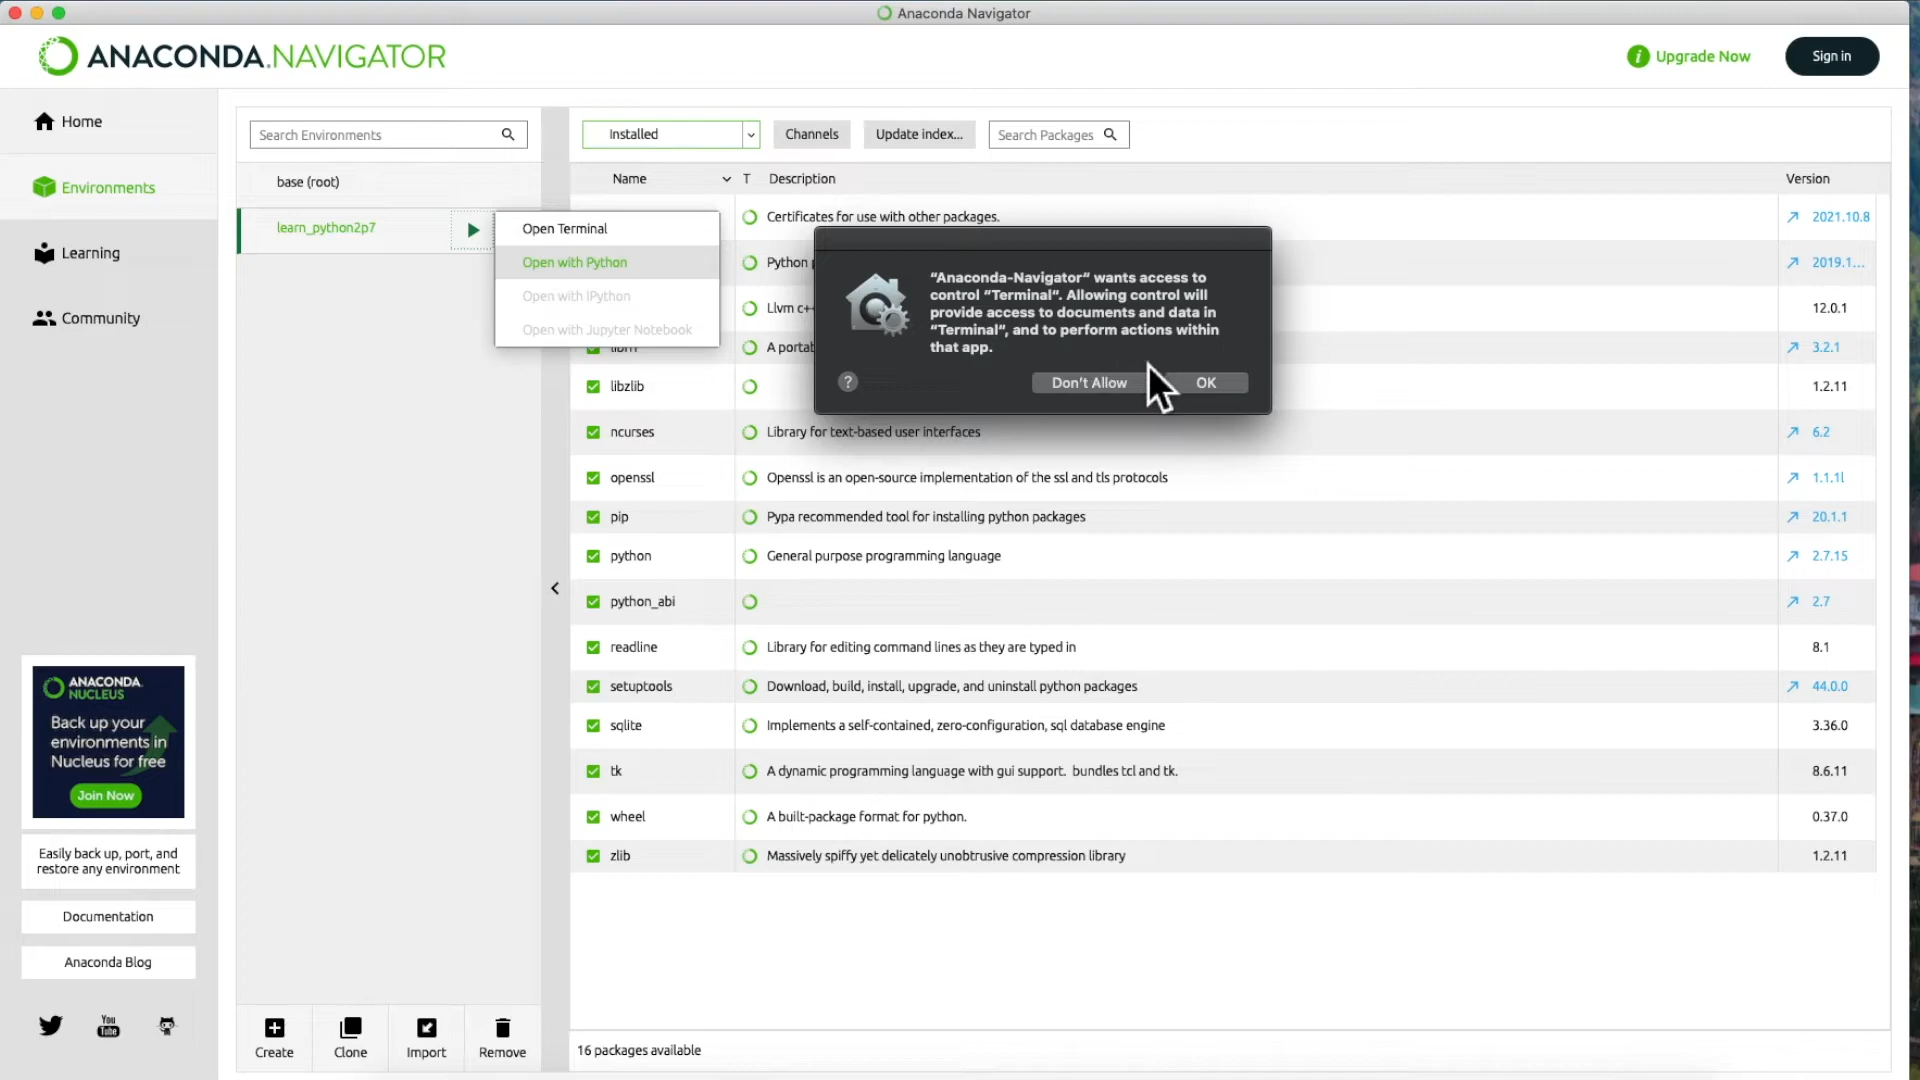 Anaconda Navigator
ANACONDA.NAVIGATOR
Upgrade Now
Sign in
Home
Environments
Learning
Community
ANACONDA.
NUCLEUS
Back up your
environments in
Nucleus for free
Join Now
Easily back up, port, and
restore any environment
Documentation
Anaconda Blog
You
Tube
Search Environments
base (root)
learn_python2p7
Open Terminal
Open with Python
Open with IPython
Open with Jupyter Notebook
Create
Clone
Import
Remove
Installed
Channels
Update index...
Search Packages
Name T Description Version
Certificates for use with other packages. 2021.10.8
Python 2019.1...
Llvm c++ 12.0.1
3.2.1
libzlib 1.2.11
ncurses Library for text-based user interfaces 6.2
openssl Openssl is an open-source implementation of the ssl and tls protocols 1.1.1l
pip Pypa recommended tool for installing python packages 20.1.1
python General purpose programming language 2.7.15
python_abi 2.7
readline Library for editing command lines as they are typed in 8.1
setuptools Download, build, install, upgrade, and uninstall python packages 44.0.0
sqlite Implements a self-contained, zero-configuration, sql database engine 3.36.0
tk A dynamic programming language with gui support. bundles tcl and tk. 8.6.11
wheel A built-package format for python. 0.37.0
zlib Massively spiffy yet delicately unobtrusive compression library 1.2.11
16 packages available
"Anaconda-Navigator" wants access to
control "Terminal". Allowing control will
provide access to documents and data in
"Terminal", and to perform actions within
that app.
?
Don't Allow
OK